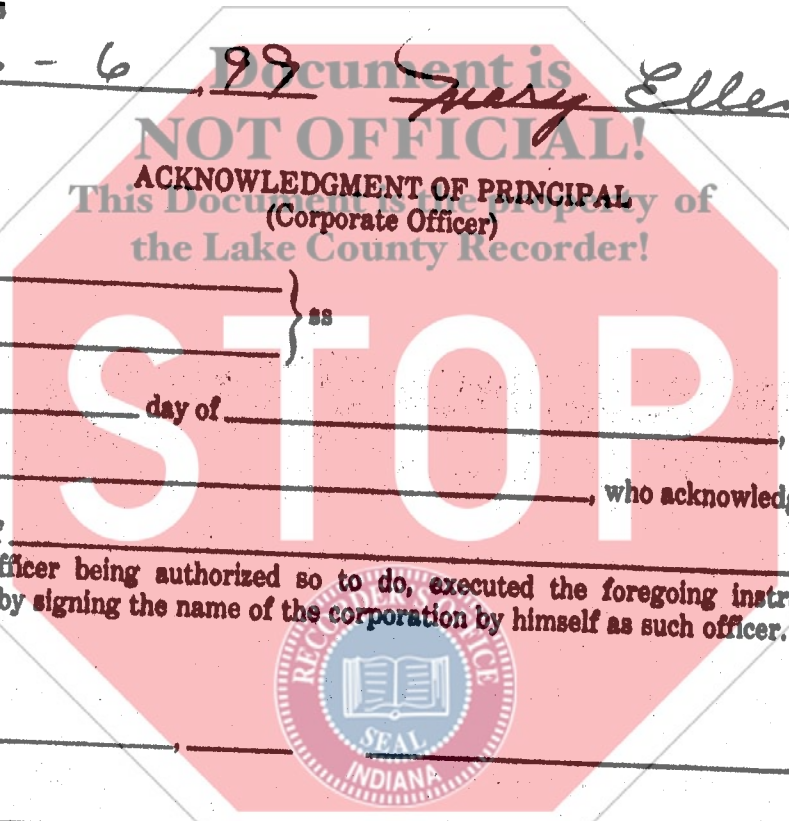 - 6, 99 Mary Ellen
Document is
NOT OFFICIAL!
ACKNOWLEDGMENT OF PRINCIPAL
This Document is the property of
(Corporate Officer)
the Lake County Recorder!
ss
STOP
day of ,
, who acknowledg
fficer being authorized so to do, executed the foregoing instr
by signing the name of the corporation by himself as such officer.
RECORDER'S OFFICE
SEAL
INDIANA